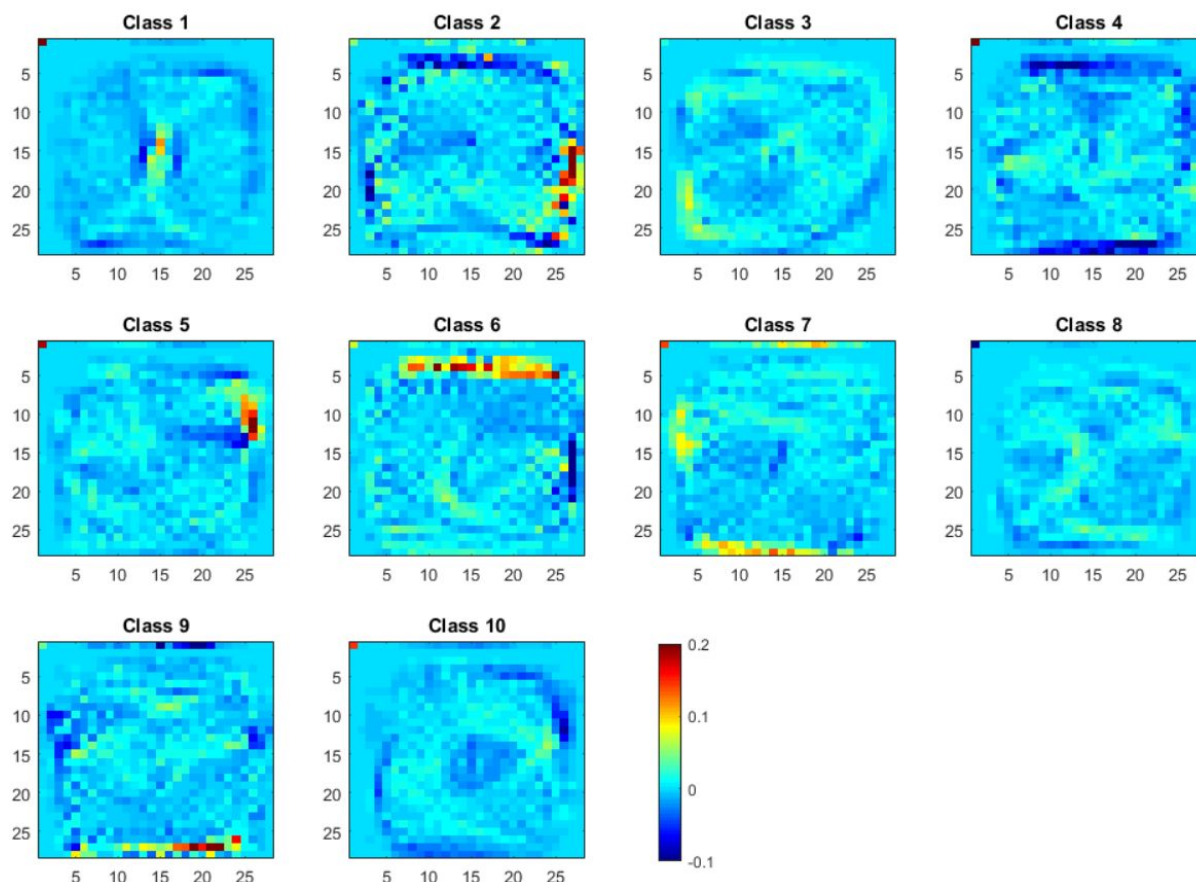 Class 1 Class 2 Class 3 Class 4
5 5 5 5
10 10 10 10
15 15 15 15
20 20 20 20
25 25 25 25
5 10 15 20 25 5 10 15 20 25 5 10 15 20 25 5 10 15 20 25
Class 5 Class 6 Class 7 Class 8
5 5 5 5
10 10 10 10
15 15 15 15
20 20 20 20
25 25 25 25
5 10 15 20 25 5 10 15 20 25 5 10 15 20 25 5 10 15 20 25
Class 9 Class 10
0.2
5 5
10 10 0.1
15 15
0
20 20
25 25
-0.1
5 10 15 20 25 5 10 15 20 25